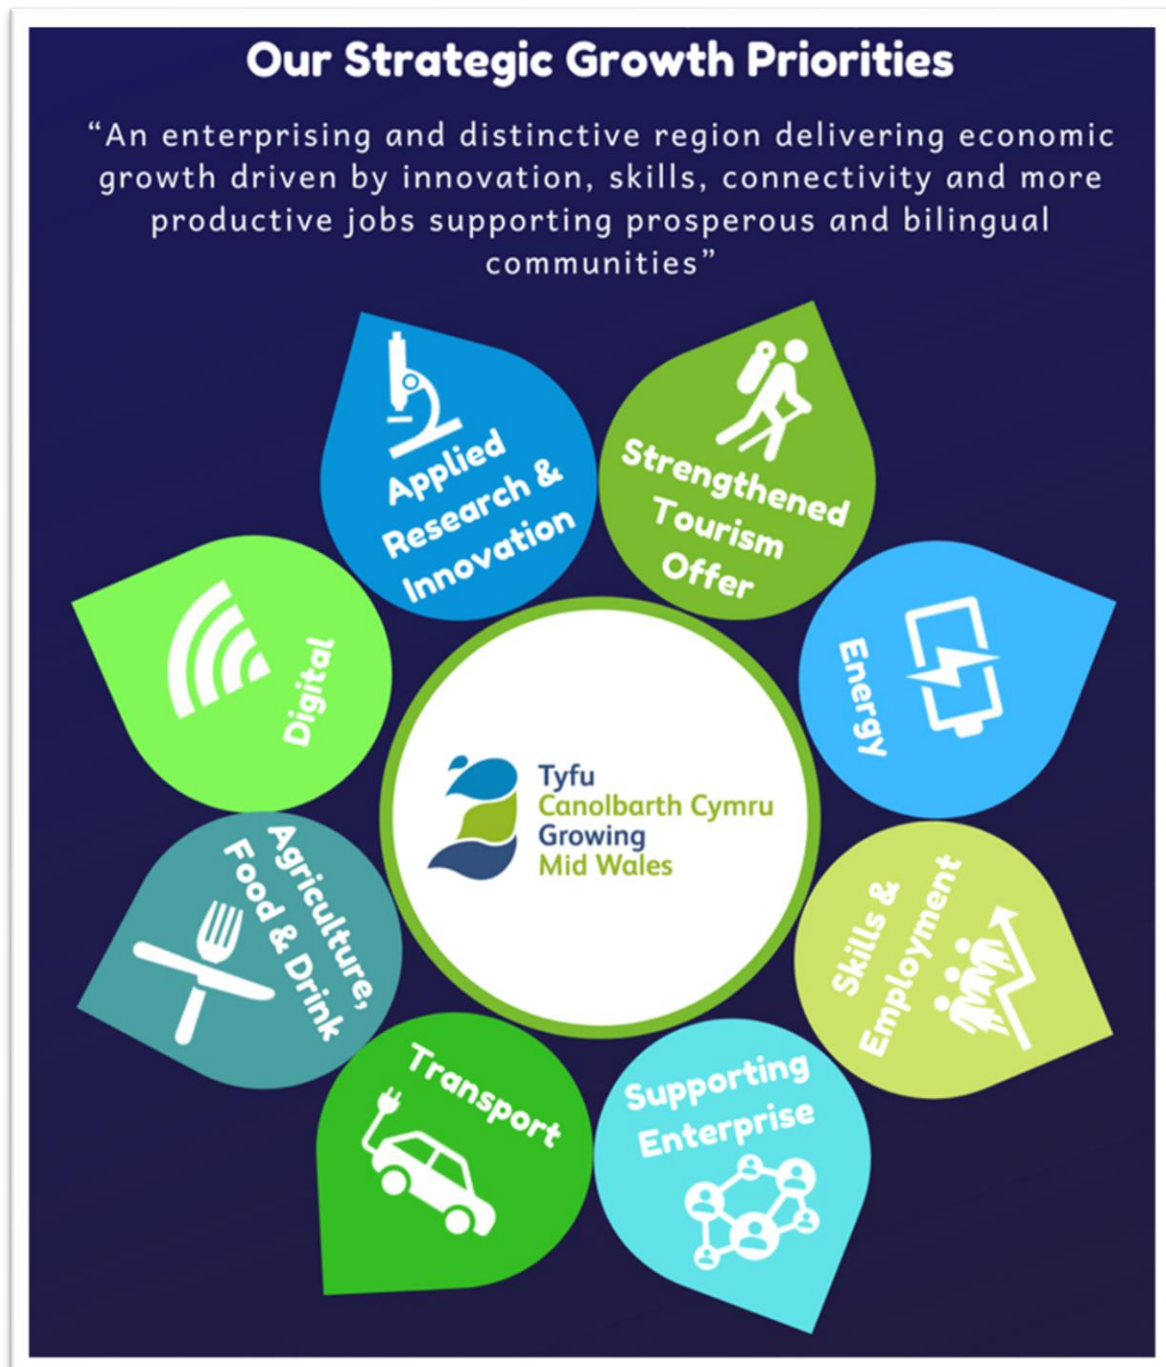 Our Strategic Growth Priorities
“An enterprising and distinctive region delivering economic
growth driven by innovation, skills, connectivity and more
productive jobs supporting prosperous and bilingual
communities”
Applied
Research &
Innovation
Strengthened
Tourism
Offer
Digital
Energy
Tyfu
Canolbarth Cymru
Growing
Mid Wales
Agriculture,
Food & Drink
Skills &
Employment
Transport
Supporting
Enterprise